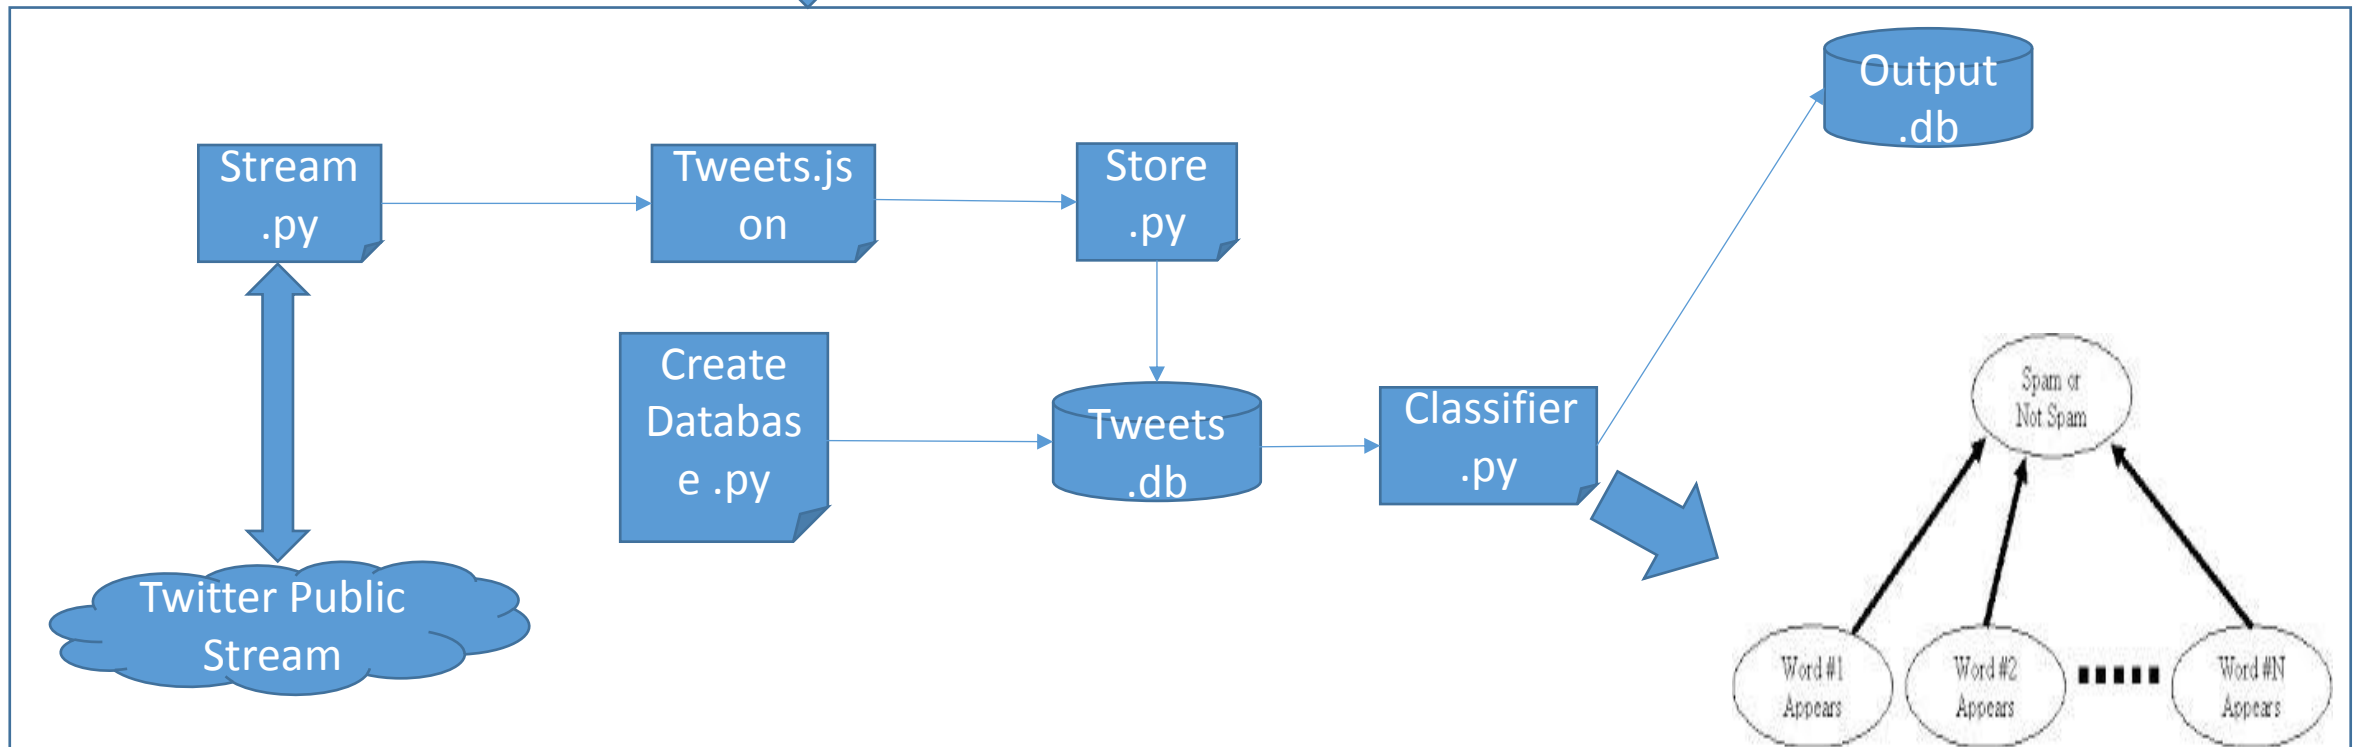 Output
.db
Stream
.py
Tweets.js
on
Store
.py
Create
Databas
e .py
Tweets
.db
Classifier
.py
Spam or
Not Spam
Twitter Public
Stream
Word #1
Appears
Word #2
Appears
Word #N
Appears